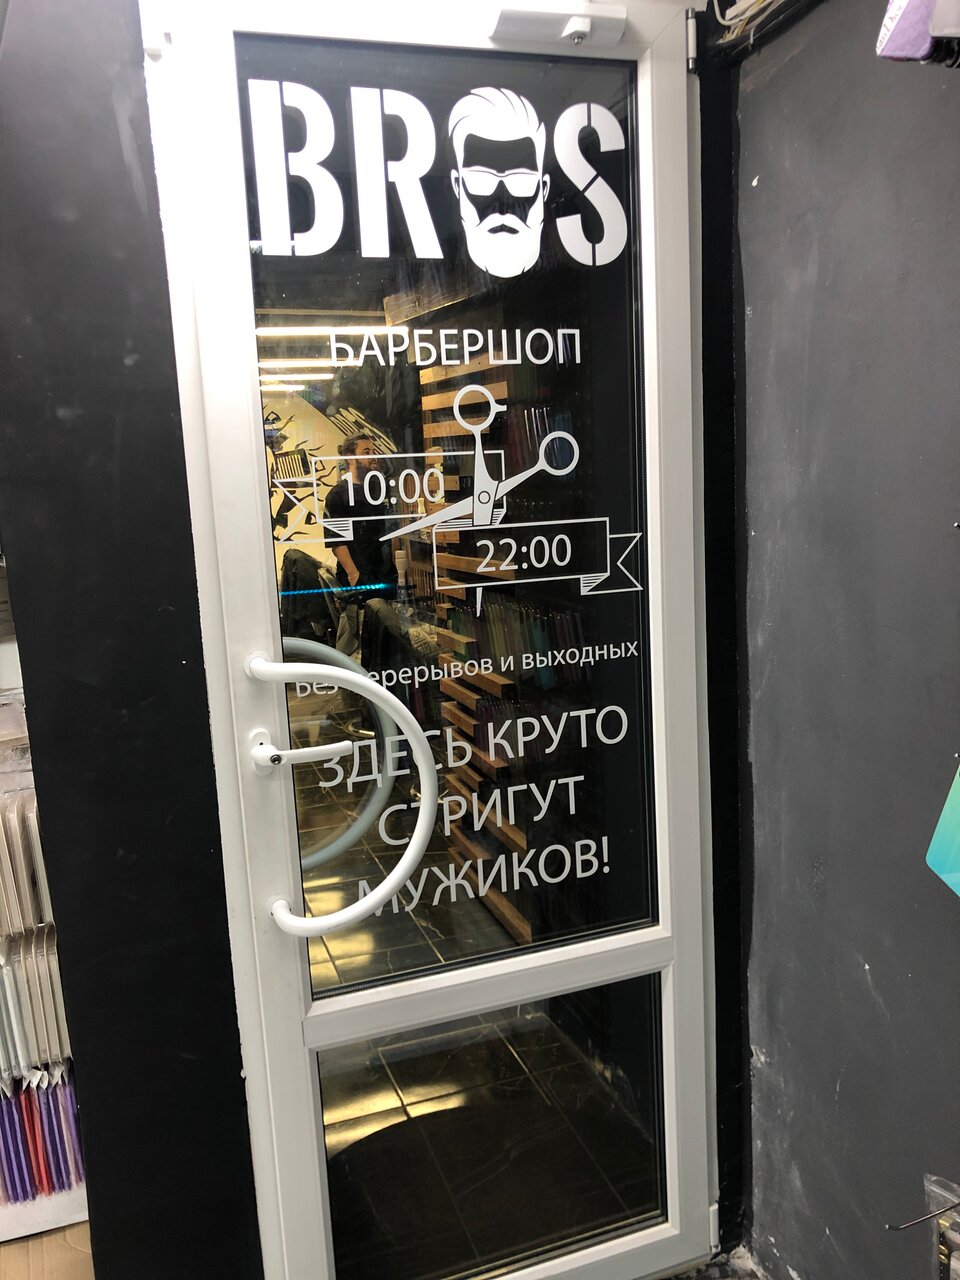 BROS
БАРБЕРШОП
10:00
22:00
Без перерывов и выходных
ЗДЕСЬ КРУТО
СТРИГУТ
МУЖИКОВ!